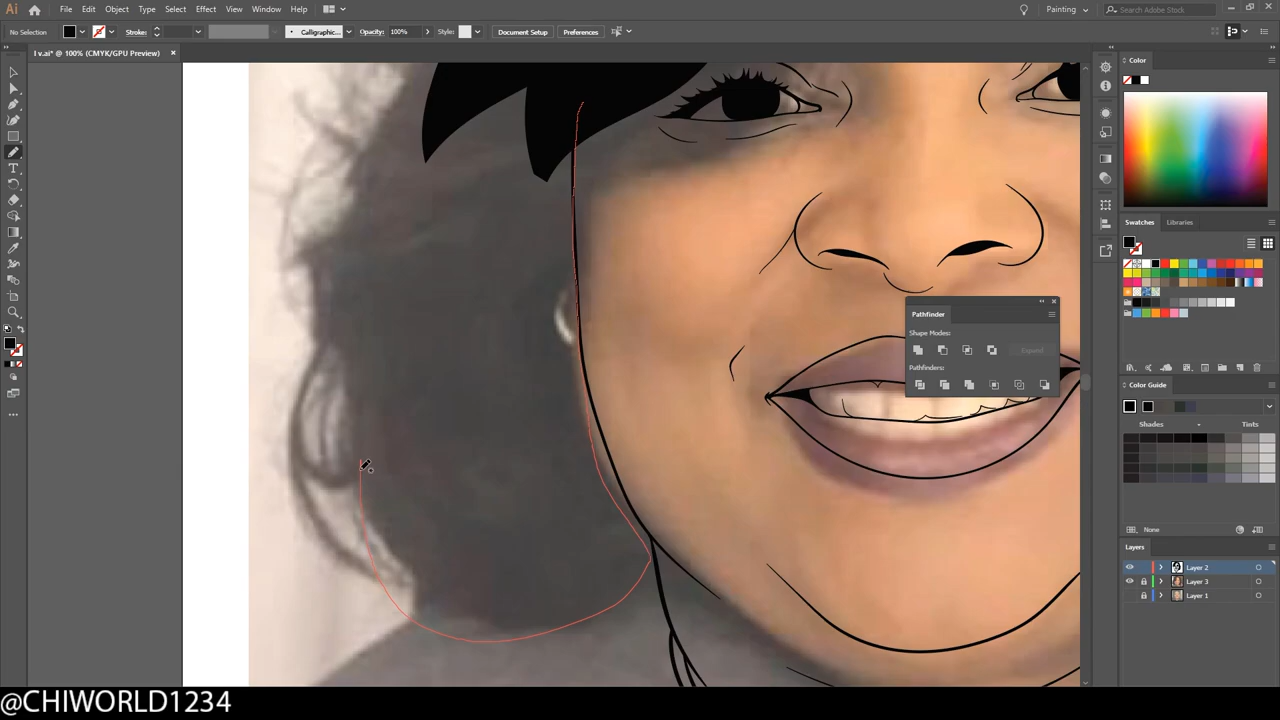 Ai File Edit Object Type Select Effect View Window Help Painting Search Adobe Stock
No Selection Stroke: Calligraphic... Opacity: 100% Style: Document Setup Preferences
I v.ai* @ 100% (CMYK/GPU Preview)
Color
Swatches Libraries
Pathfinder
Shape Modes:
Expand
Pathfinders:
Color Guide
Shades Tints
None
Layers
Layer 2
Layer 3
Layer 1
@CHIWORLD1234